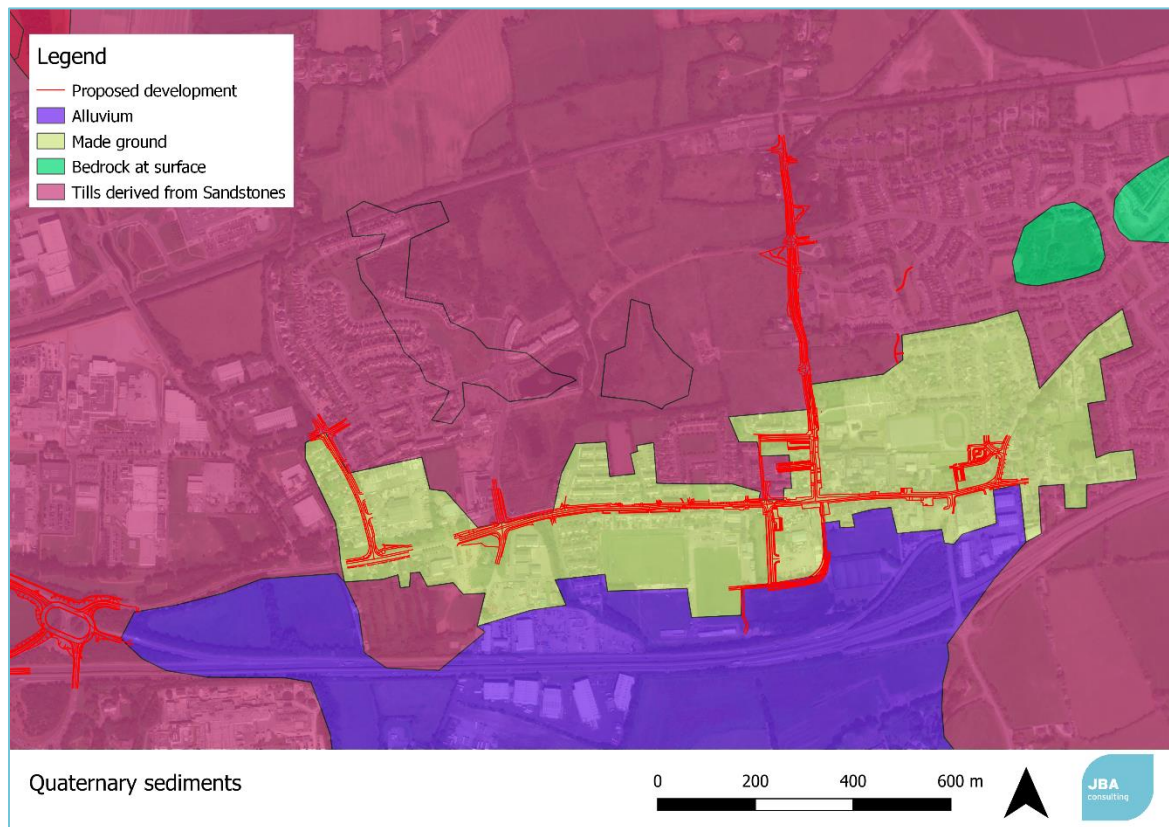 Legend
Proposed development
Alluvium
Made ground
Bedrock at surface
Tills derived from Sandstones
Quaternary sediments
0 200 400 600 m
JBA
consulting